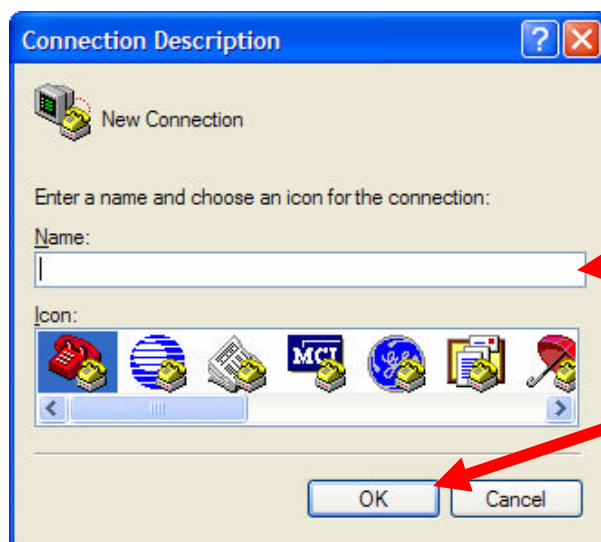 Connection Description
New Connection
Enter a name and choose an icon for the connection:
Name:
Icon:
MCI
OK
Cancel